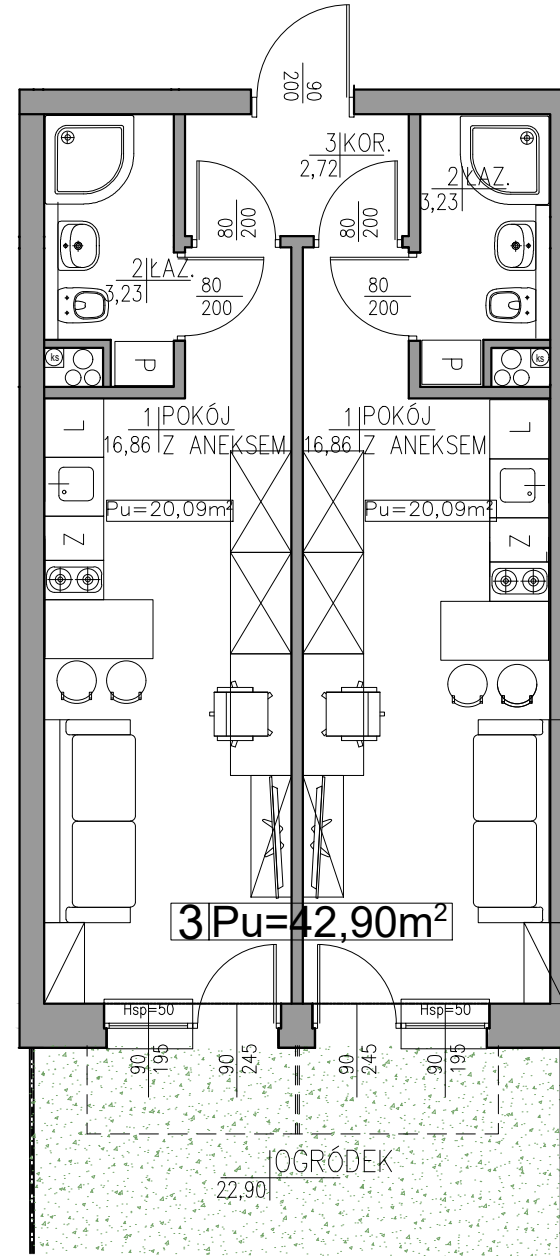 90
200
3 KOR.
2,72
2 ŁAZ.
3,23
80
200
80
200
2 ŁAZ.
3,23
80
200
80
200
ks
P
P
ks
1 POKÓJ
16,86 Z ANEKSEM
1 POKÓJ
16,86 Z ANEKSEM
L
L
Pu=20,09m²
Pu=20,09m²
Z
Z
3 Pu=42,90m²
Hsp=50
Hsp=50
90
195
90
245
90
245
90
195
OGRÓDEK
22,90